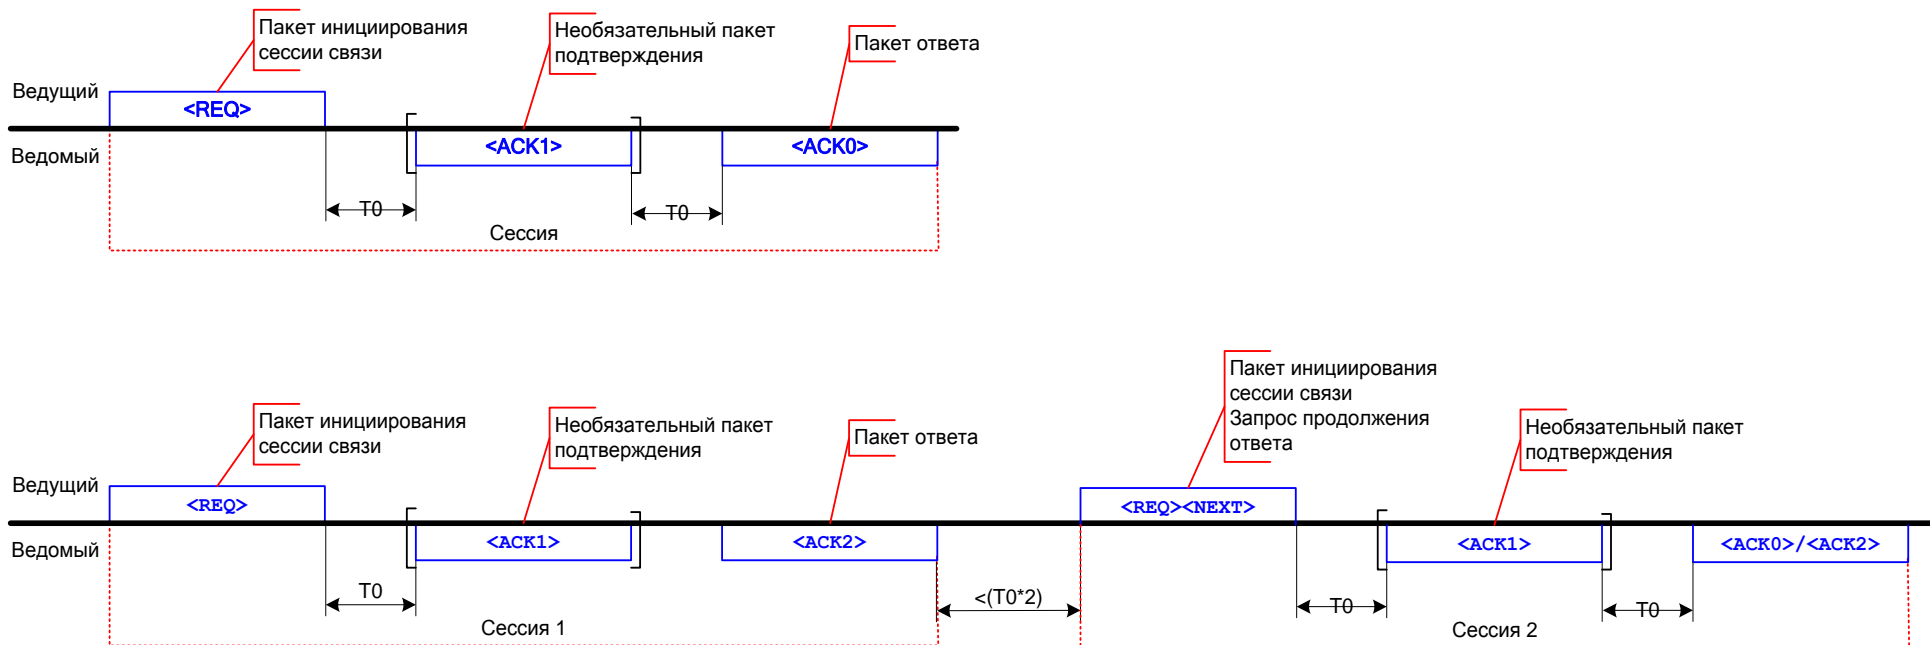 Пакет инициирования
сессии связи
Необязательный пакет
подтверждения
Пакет ответа
Ведущий
<REQ>
Ведомый
<ACK1>
<ACK0>
T0
T0
Сессия
Пакет инициирования
сессии связи
Запрос продолжения
ответа
Пакет инициирования
сессии связи
Необязательный пакет
подтверждения
Пакет ответа
Необязательный пакет
подтверждения
Ведущий
<REQ>
<REQ><NEXT>
Ведомый
<ACK1>
<ACK2>
<ACK1>
<ACK0>/<ACK2>
T0
<(T0*2)
T0
T0
Сессия 1
Сессия 2